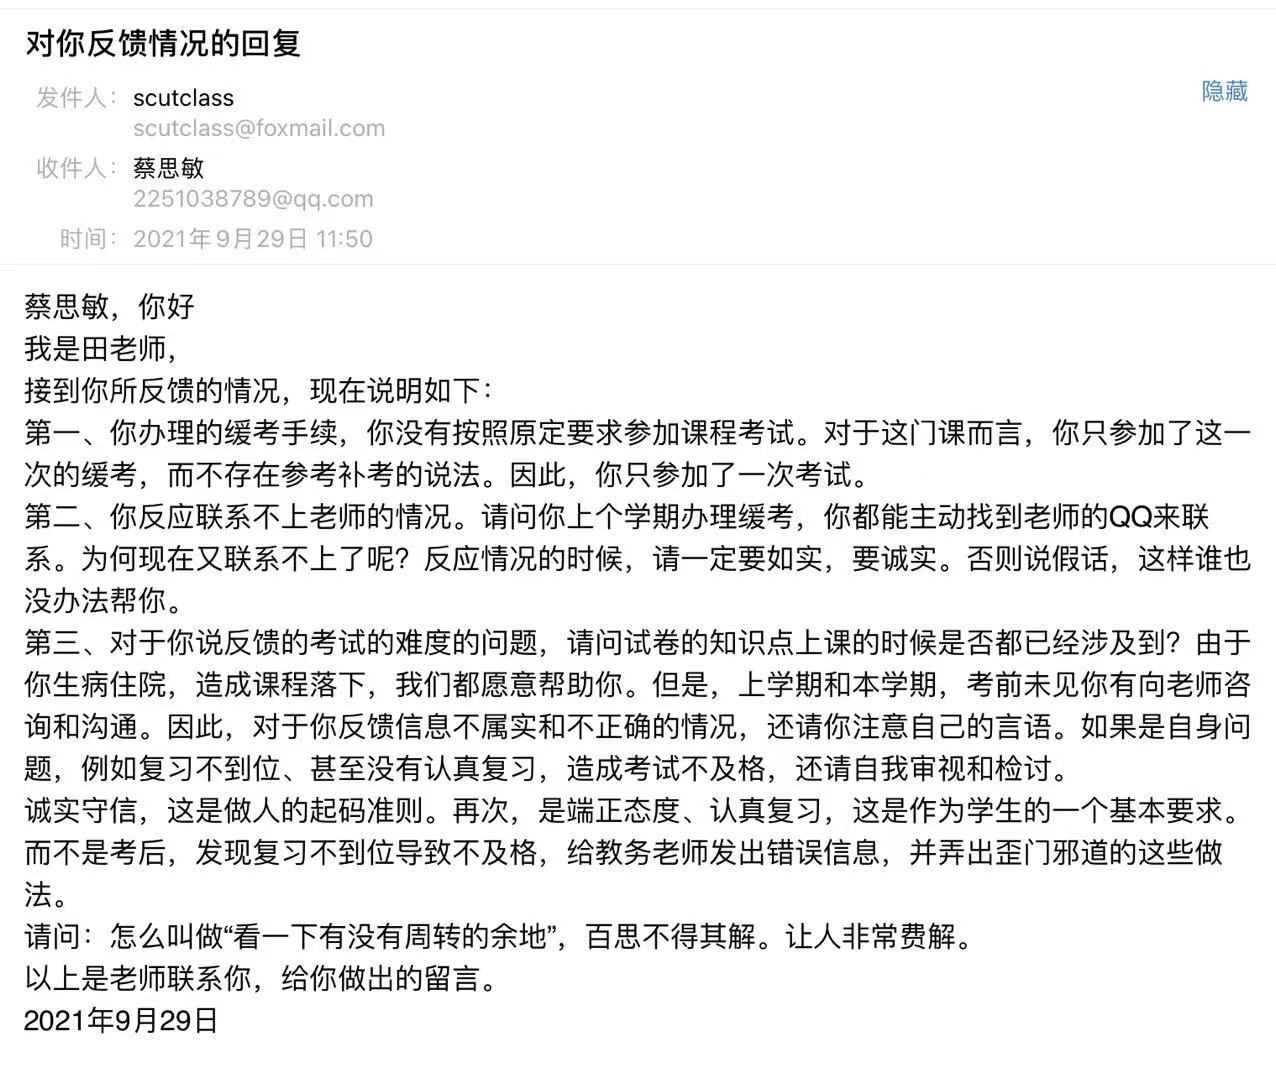 对你反馈情况的回复
发件人： scutclass
隐藏
scutclass@foxmail.com
收件人： 蔡思敏
2251038789@qq.com
时间： 2021年9月29日 11:50
蔡思敏，你好
我是田老师，
接到你所反馈的情况，现在说明如下：
第一、你办理的缓考手续，你没有按照原定要求参加课程考试。对于这门课而言，你只参加了这一
次的缓考，而不存在参考补考的说法。因此，你只参加了一次考试。
第二、你反应联系不上老师的情况。请问你上个学期办理缓考，你都能主动找到老师的QQ来联
系。为何现在又联系不上了呢？反应情况的时候，请一定要如实，要诚实。否则说假话，这样谁也
没办法帮你。
第三、对于你说反馈的考试的难度的问题，请问试卷的知识点上课的时候是否都已经涉及到？由于
你生病住院，造成课程落下，我们都愿意帮助你。但是，上学期和本学期，考前未见你有向老师咨
询和沟通。因此，对于你反馈信息不属实和不正确的情况，还请你注意自己的言语。如果是自身问
题，例如复习不到位、甚至没有认真复习，造成考试不及格，还请自我审视和检讨。
诚实守信，这是做人的起码准则。再次，是端正态度、认真复习，这是作为学生的一个基本要求。
而不是考后，发现复习不到位导致不及格，给教务老师发出错误信息，并弄出歪门邪道的这些做
法。
请问：怎么叫做“看一下有没有周转的余地”，百思不得其解。让人非常费解。
以上是老师联系你，给你做出的留言。
2021年9月29日